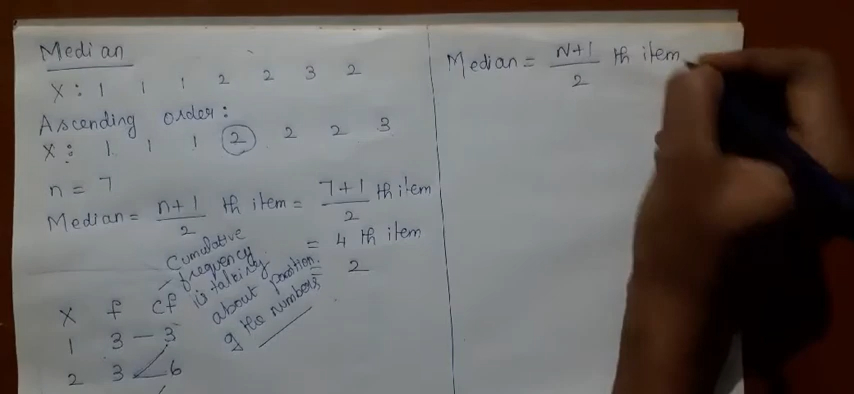 Median
X : 1 1 1 2 2 3 2
Ascending order:
X : 1 1 1 2 2 2 3
n = 7
Median = n+1/2 th item = 7+1/2 th item
= 4 th item
= 2
Cumulative
frequency
is talking
about position
of the numbers
X f cf
1 3 3
2 3 6
Median = N+1/2 th item